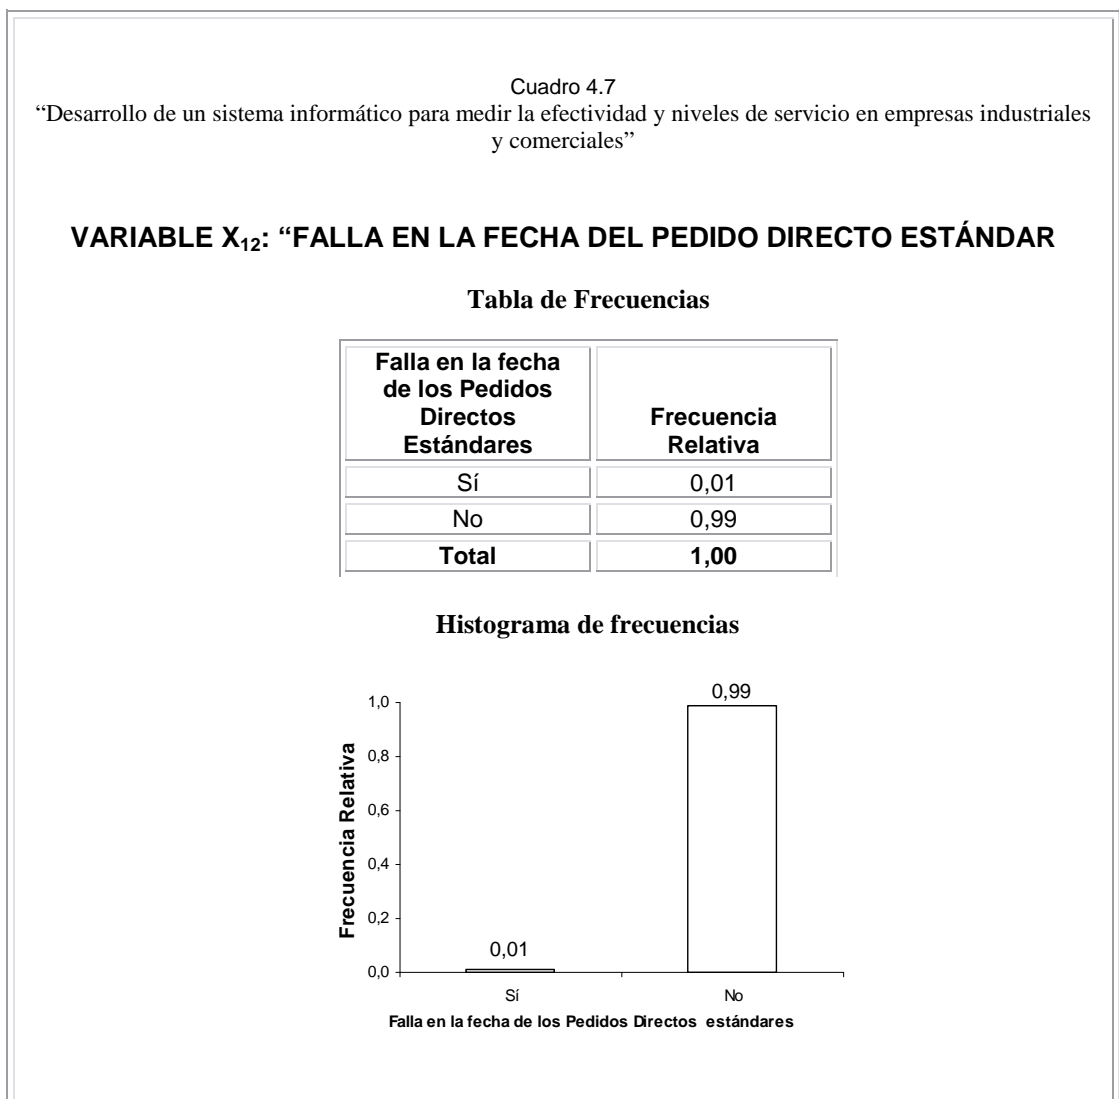 Cuadro 4.7
“Desarrollo de un sistema informático para medir la efectividad y niveles de servicio en empresas industriales
y comerciales”
VARIABLE X12: “FALLA EN LA FECHA DEL PEDIDO DIRECTO ESTÁNDAR
Tabla de Frecuencias
Falla en la fecha
de los Pedidos
Directos
Estándares
Frecuencia
Relativa
Sí 0,01
No 0,99
Total 1,00
Histograma de frecuencias
Frecuencia Relativa
1,0
0,8
0,6
0,4
0,2
0,0
0,01
0,99
Sí No
Falla en la fecha de los Pedidos Directos estándares